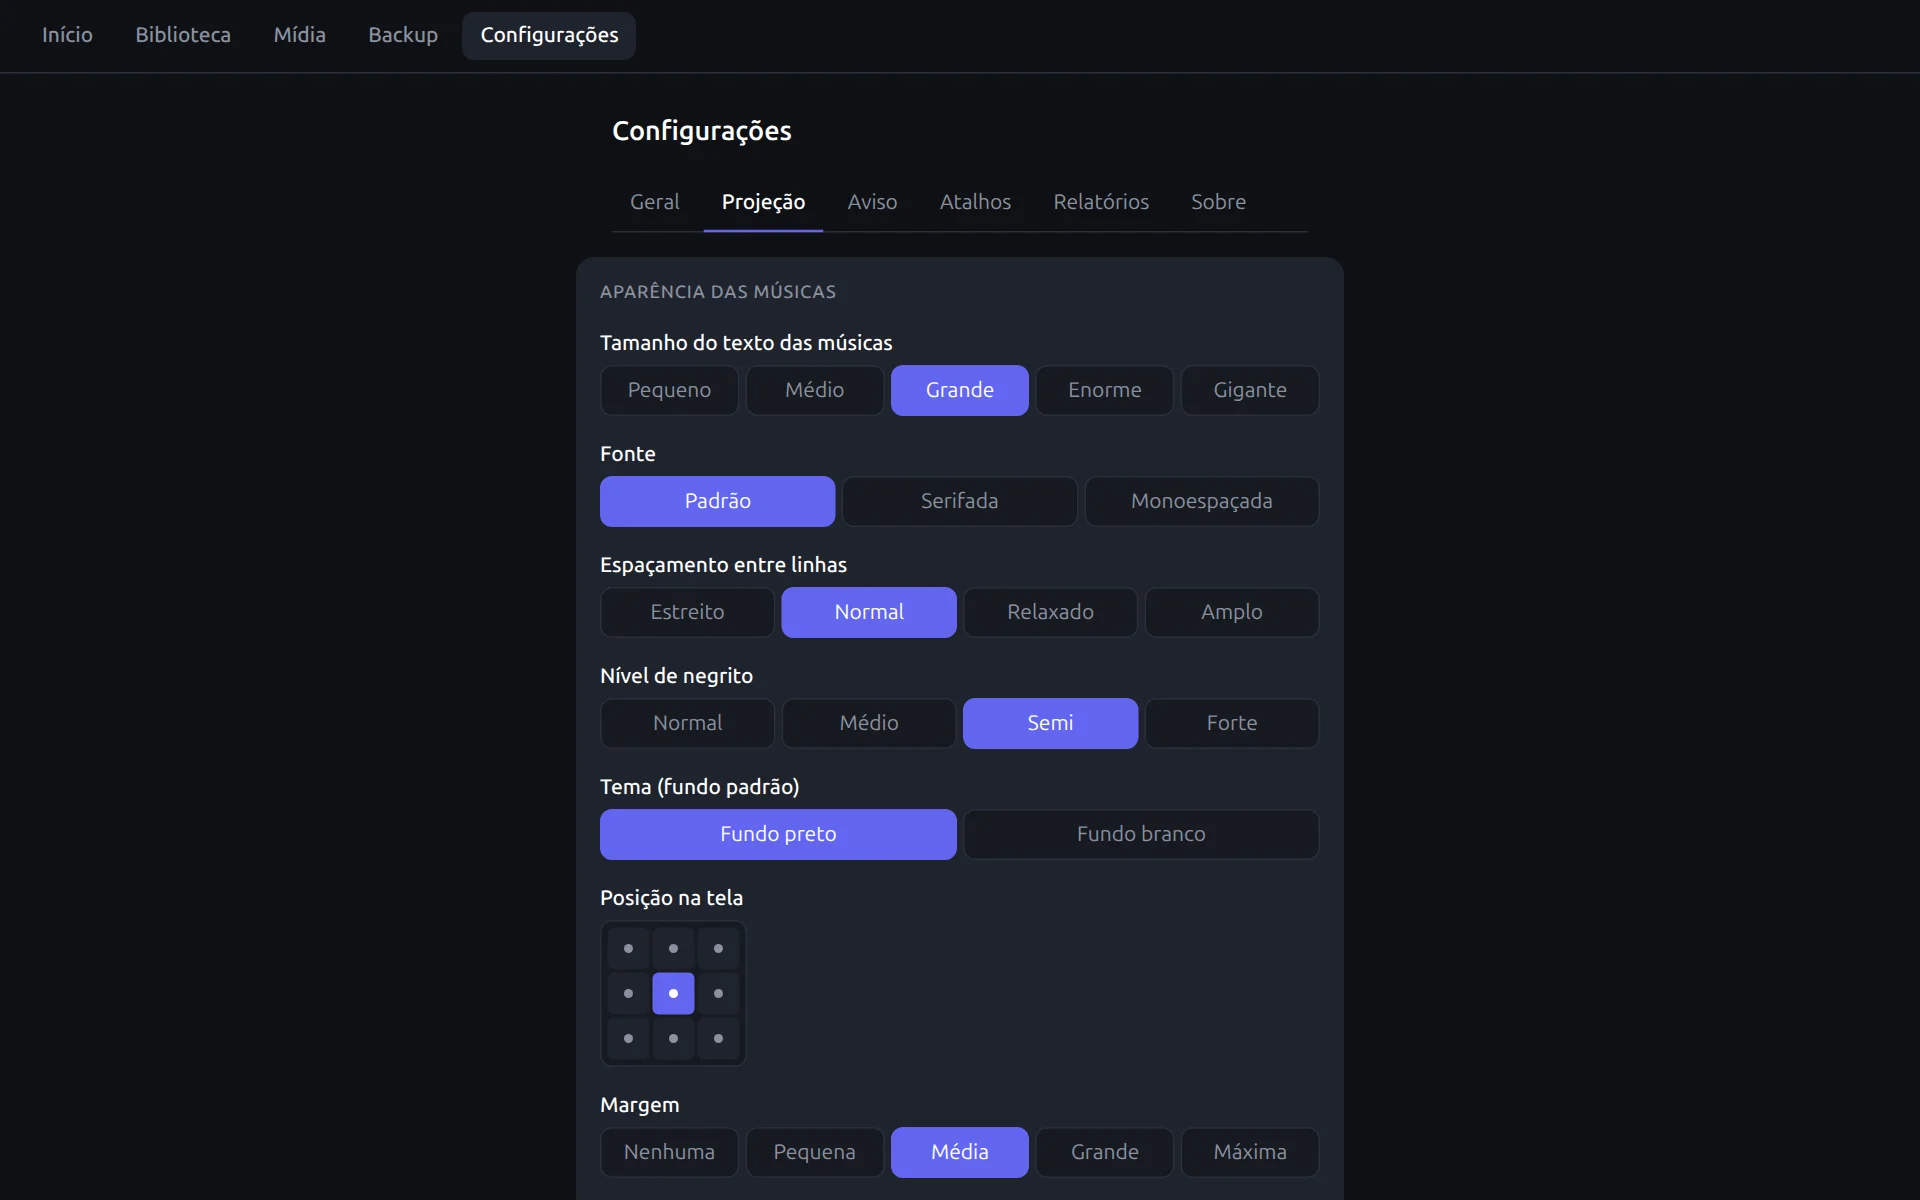 Início Biblioteca Mídia Backup Configurações
Configurações
Geral Projeção Aviso Atalhos Relatórios Sobre
APARÊNCIA DAS MÚSICAS
Tamanho do texto das músicas
Pequeno Médio Grande Enorme Gigante
Fonte
Padrão Serifada Monoespaçada
Espaçamento entre linhas
Estreito Normal Relaxado Amplo
Nível de negrito
Normal Médio Semi Forte
Tema (fundo padrão)
Fundo preto Fundo branco
Posição na tela
Margem
Nenhuma Pequena Média Grande Máxima